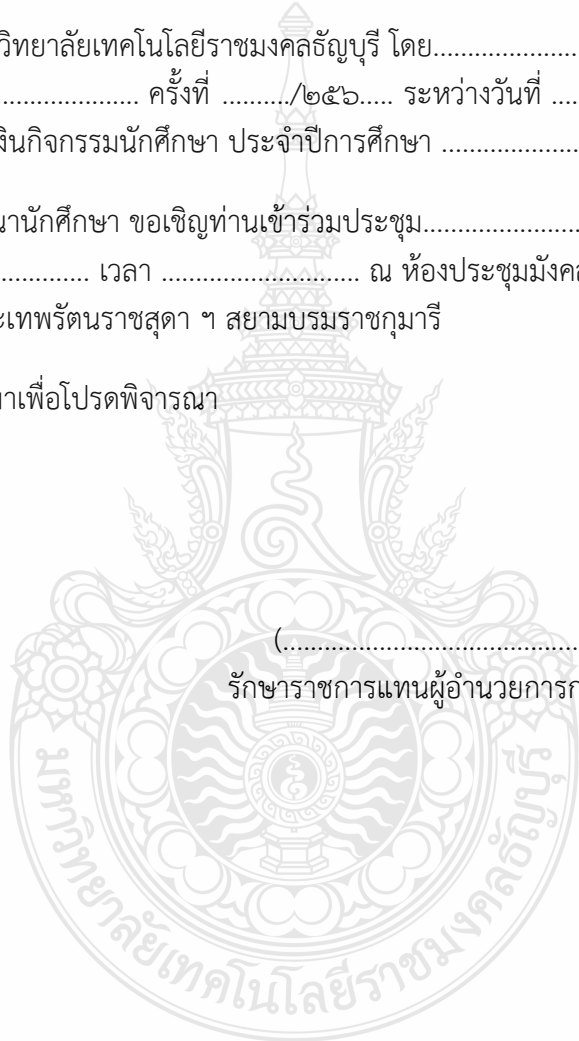 วิทยาลัยเทคโนโลยีราชมงคลธัญบุรี โดย.....................
..................... ครั้งที่ ........../๒๕๖..... ระหว่างวันที่ ....
งินกิจกรรมนักศึกษา ประจำปีการศึกษา .....................
นานักศึกษา ขอเชิญท่านเข้าร่วมประชุม........................
.............. เวลา ............................. ณ ห้องประชุมมังคล
ะเทพรัตนราชสุดา ฯ สยามบรมราชกุมารี
มาเพื่อโปรดพิจารณา
(..........................................
รักษาราชการแทนผู้อำนวยการก
มหาวิทยาลัยเทคโนโลยีราชมงคลธัญบุรี